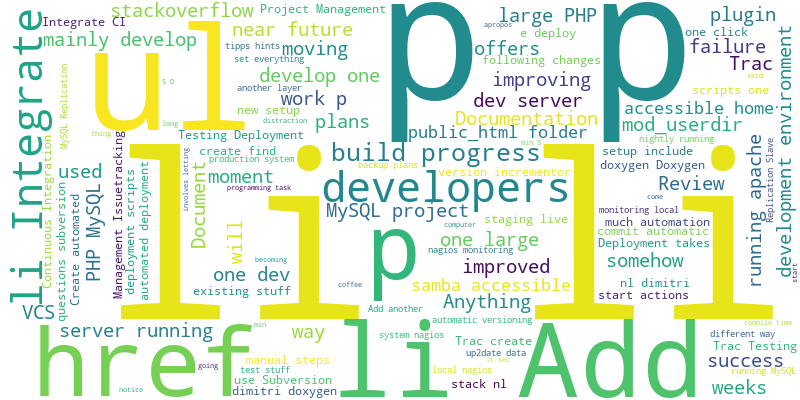 Integrate CI
stackoverflow
Project Management
p p
large PHP
plugin
mainly develop
near future
e deploy
apropos
one click
li Integrate
ul
tipps hints
moving
offers
failure
set everything
following changes
Trac
MySQL Replication
s o
develop one
improving
xkcd
another layer
scripts one
long
work p
dev server
accessible home
new setup
distraction
plans
Documentation
mod_userdir
development environment
thing
Testing Deployment
public_html folder
nightly running
Continuous Integration
create find
build progress
min s
setup include
production system
backup plans
version incrementor
doxygen Doxygen
used
involves letting
moment
developers
Review
programming task
li li
questions subversion
PHP MySQL
Create automated
Management Issuetracking
deployment scripts
automated deployment
Document
MySQL project
staging live
come
monitoring local
Replication Slave
running apache
computer
much automation
will
p
one large
commit automatic
nagios monitoring
Deployment takes
becoming
improved
somehow
one dev
start
coffee
samba accessible
nl dimitri
existing stuff
Add another
Anything
start actions
VCS
server running
min
way
automatic versioning
compile time
href
li
Add
system nagios
Trac create
different way
Trac Testing
manual steps
up2date data
success
it sec
going
test stuff
local nagios
running MySQL
use Subversion
stack nl
weeks
notice
dimitri doxygen